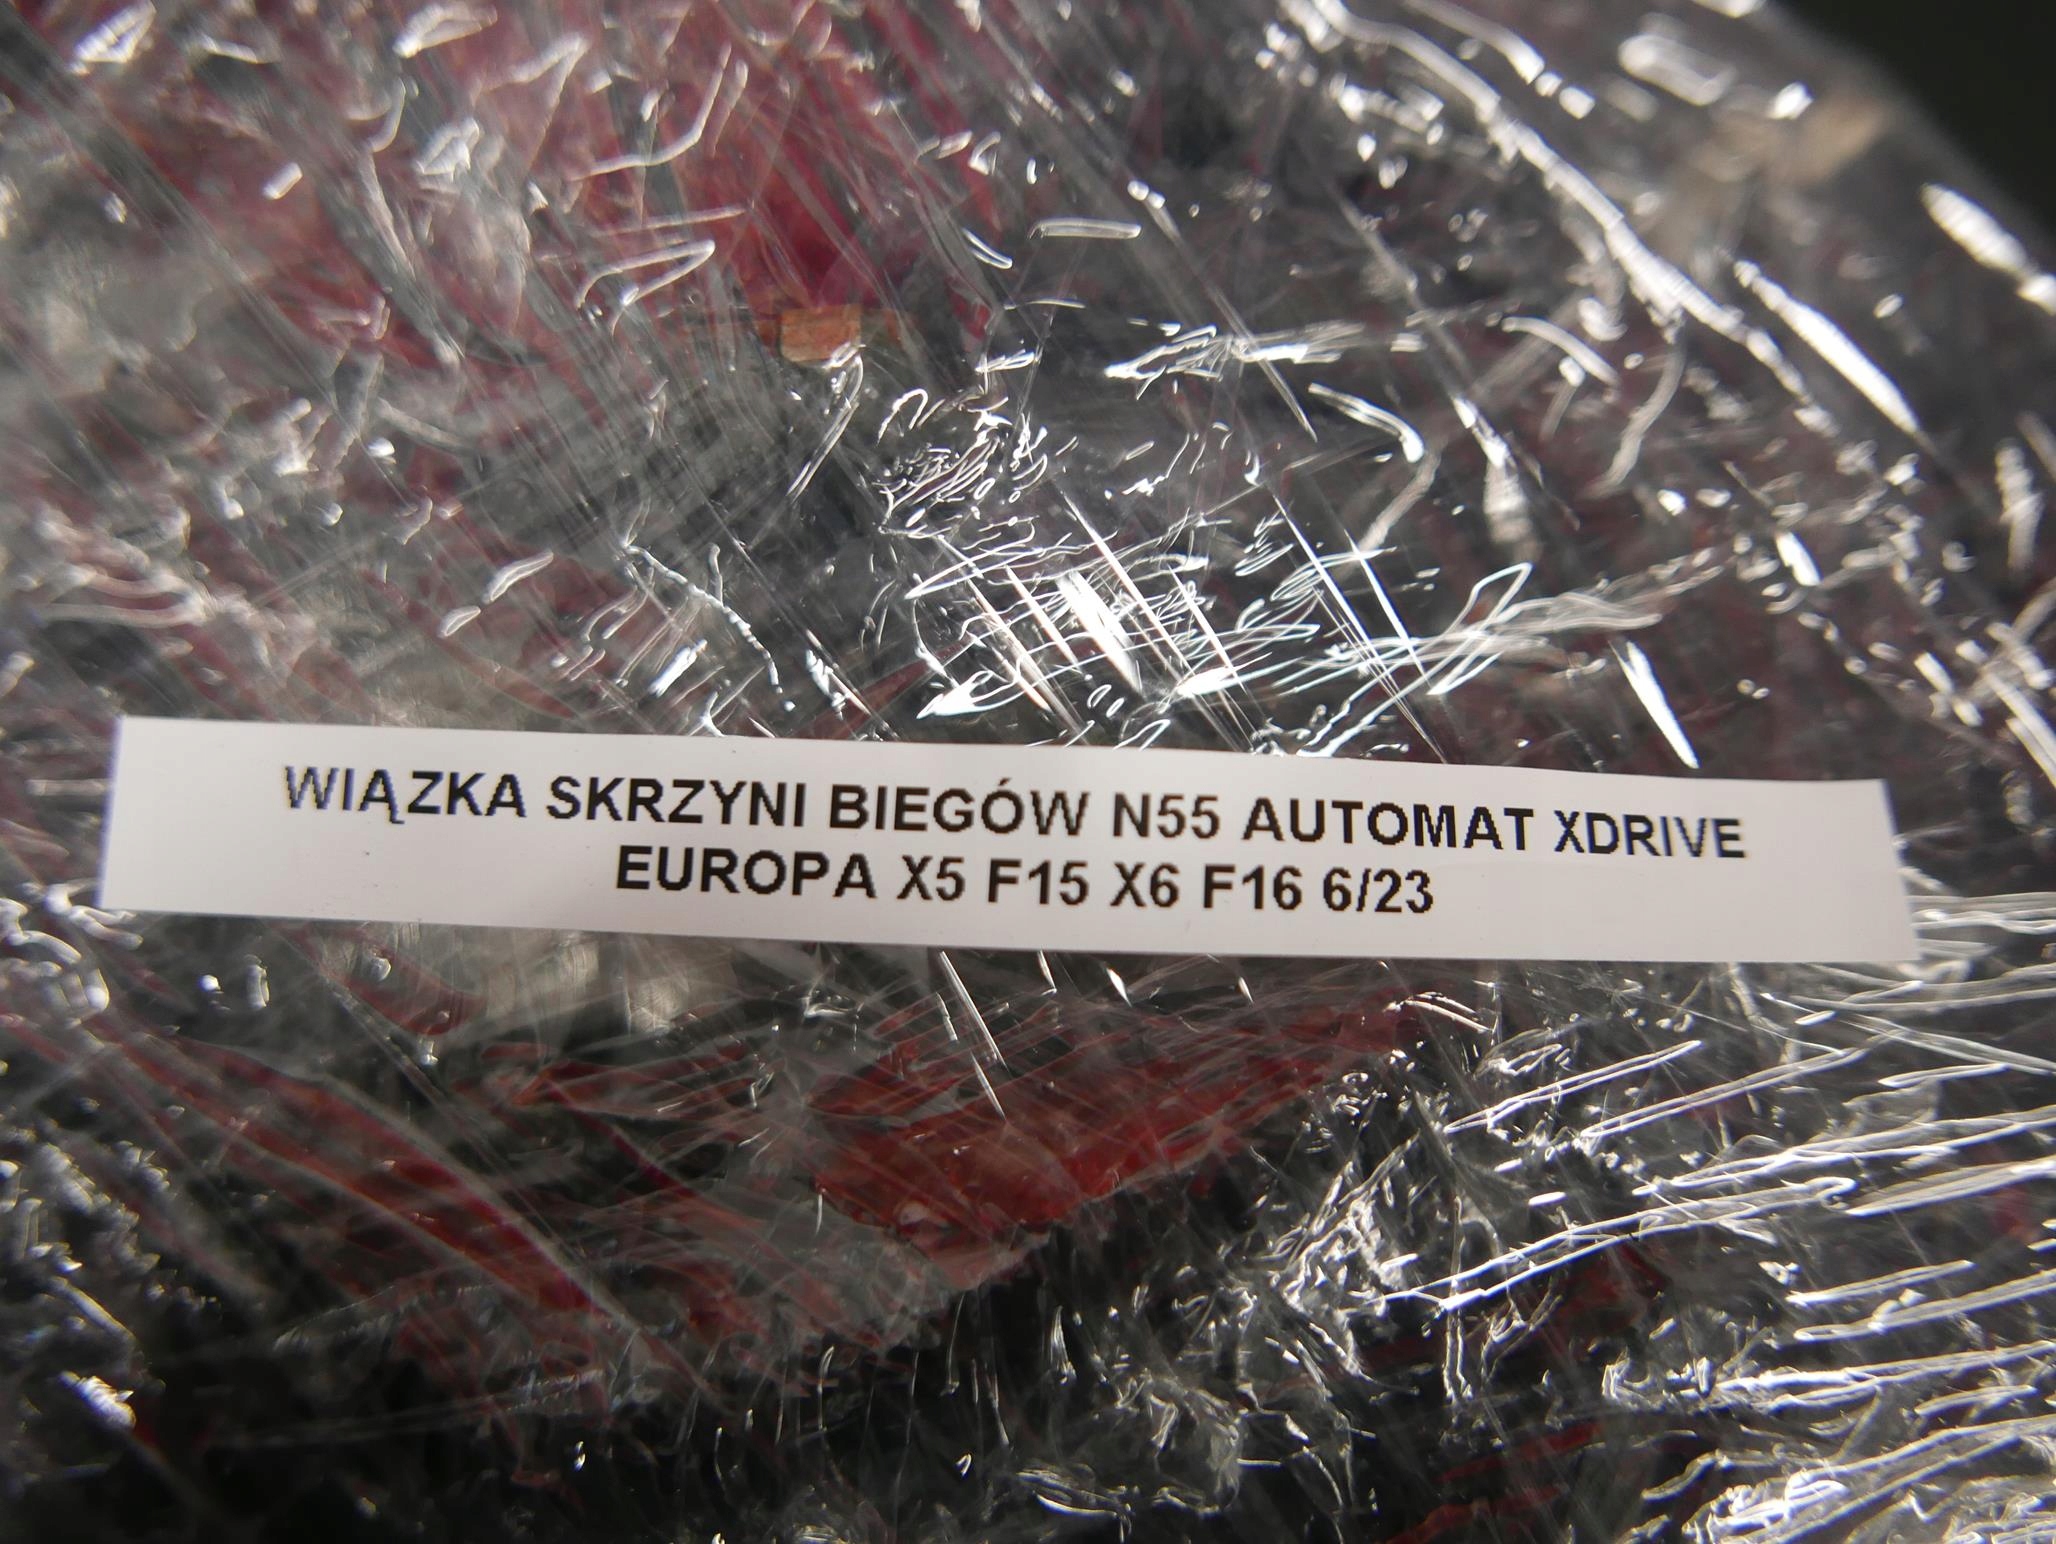 WIĄZKA SKRZYNI BIEGÓW N55 AUTOMAT XDRIVE
EUROPA X5 F15 X6 F16 6/23